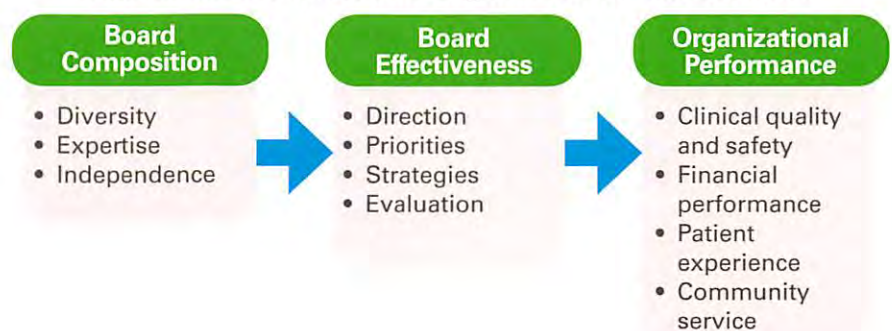 Board
Composition
• Diversity
• Expertise
• Independence
Board
Effectiveness
• Direction
• Priorities
• Strategies
• Evaluation
Organizational
Performance
• Clinical quality
and safety
• Financial
performance
• Patient
experience
• Community
service